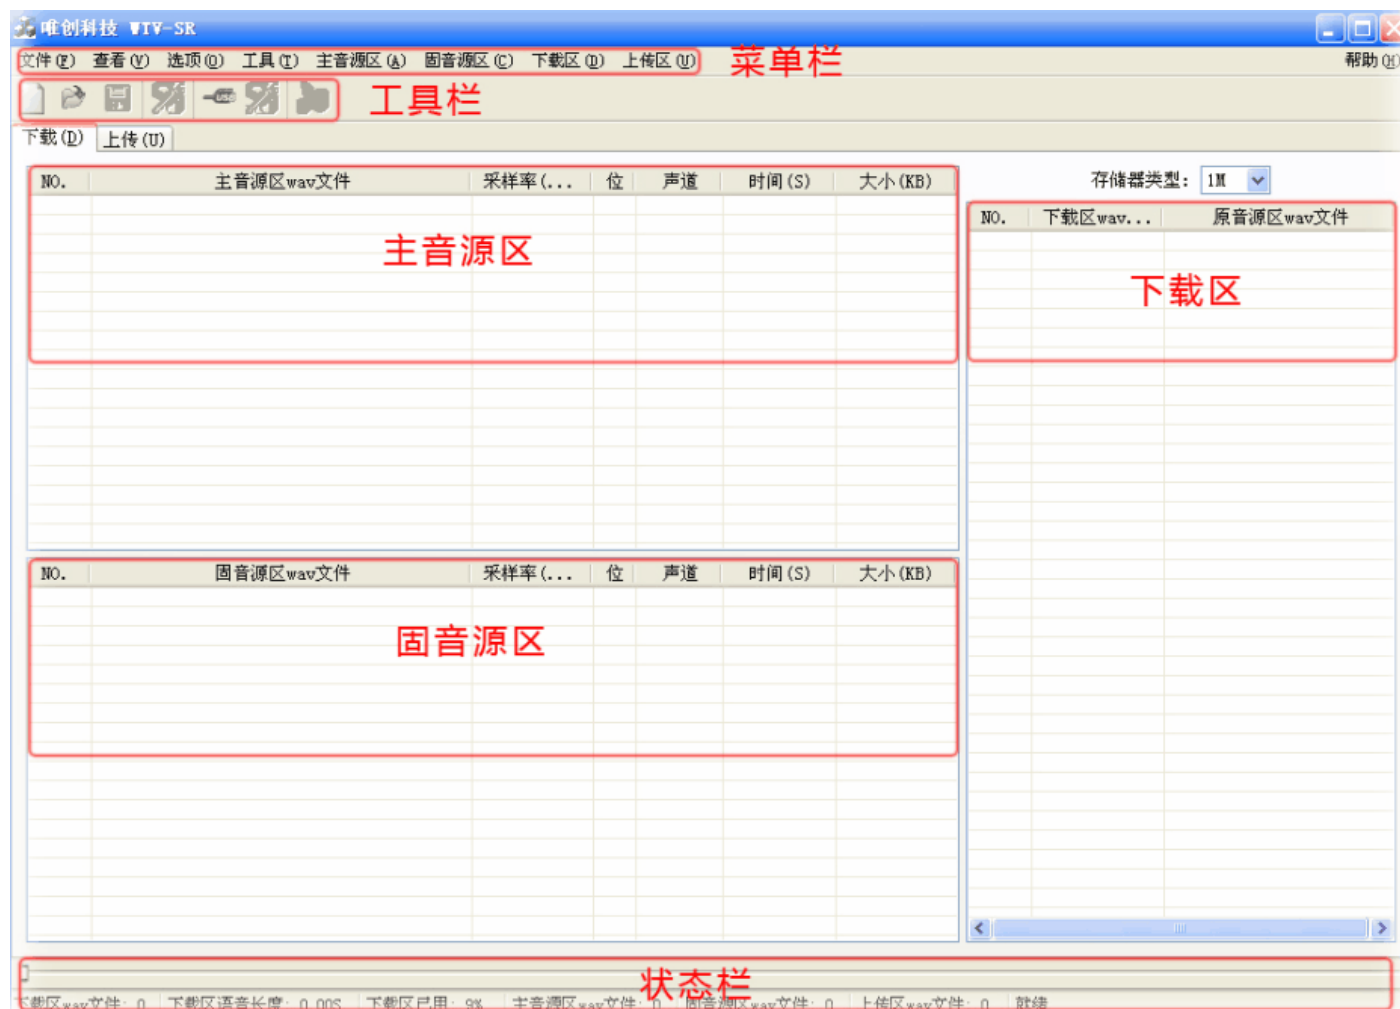 唯创科技 WTV-SR
文件(F) 查看(V) 选项(O) 工具(T) 主音源区(A) 固音源区(C) 下载区(D) 上传区(U) 菜单栏 帮助(H)
工具栏
下载(D) 上传(U)
NO. 主音源区wav文件 采样率(... 位 声道 时间(S) 大小(KB)
存储器类型: 1M
NO. 下载区wav... 原音源区wav文件
主音源区
下载区
NO. 固音源区wav文件 采样率(... 位 声道 时间(S) 大小(KB)
固音源区
状态栏
下载区wav文件: 0 下载区语音长度: 0.00S 下载区已用: 9% 主音源区wav文件: 0 固音源区wav文件: 0 上传区wav文件: 0 就绪